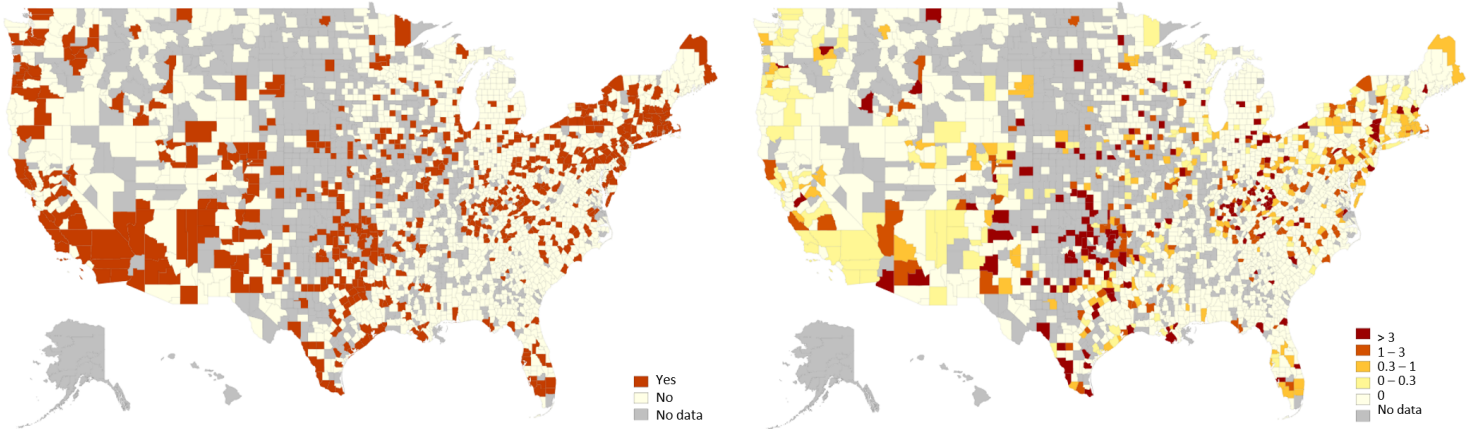 Yes
No
No data
> 3
1 – 3
0.3 – 1
0 – 0.3
0
No data